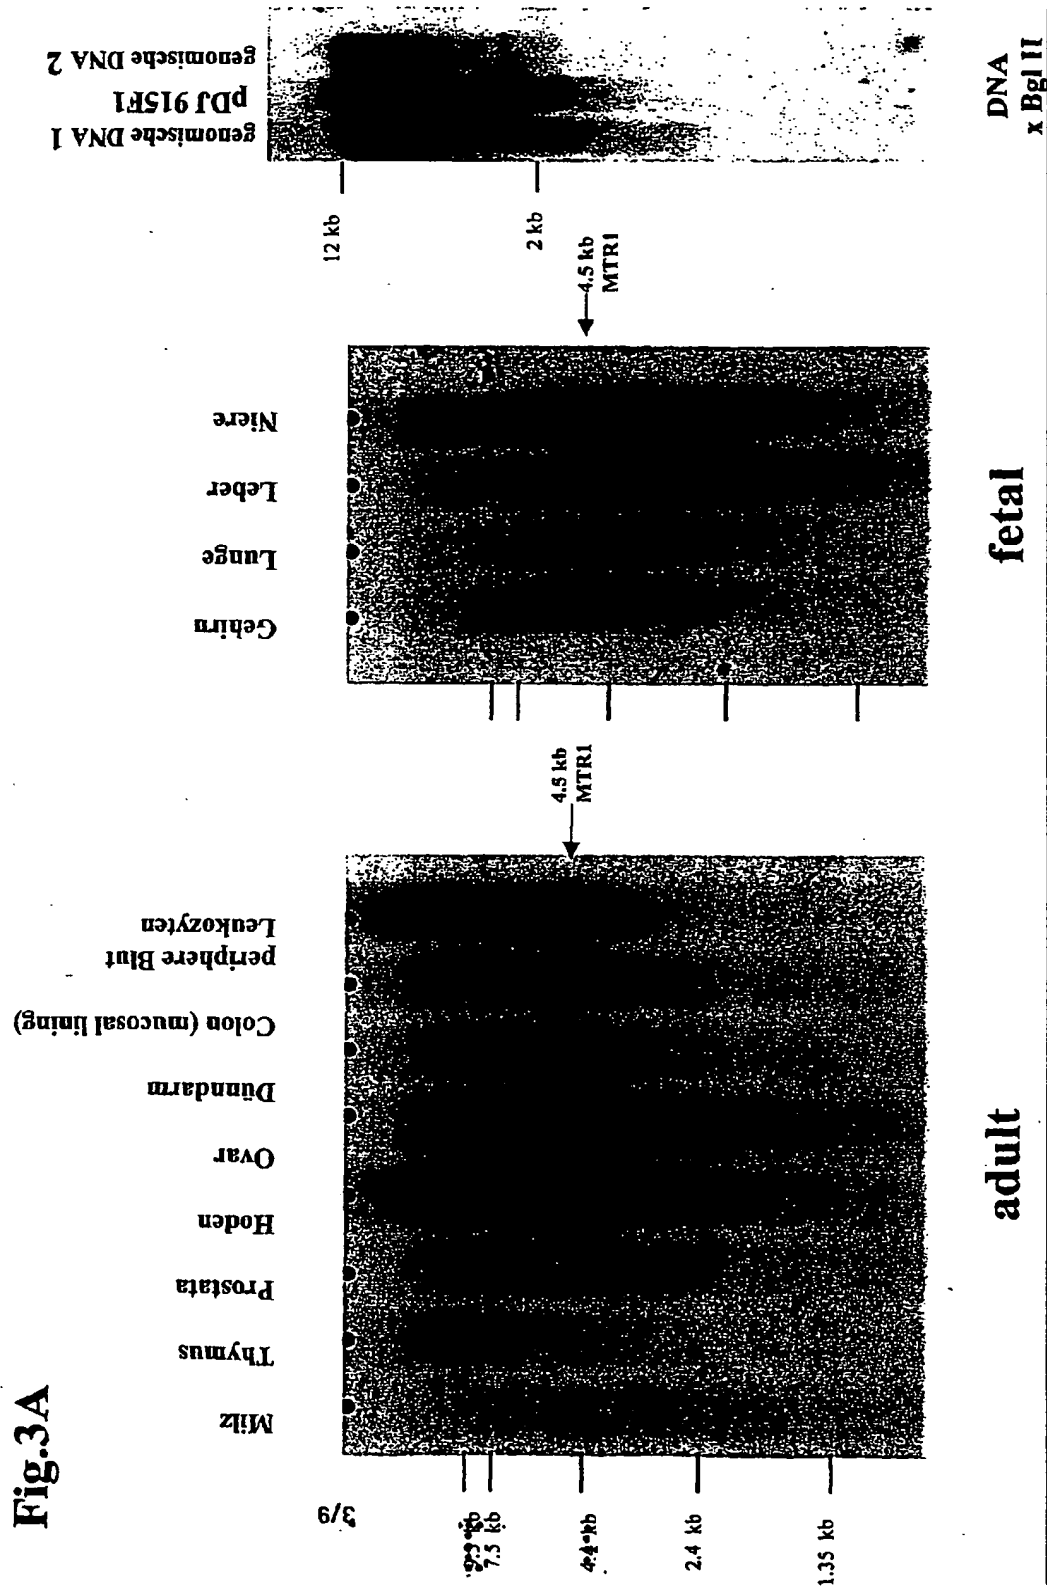 Fig.3A
3/9
Milz
Thymus
Prostata
Hoden
Ovar
Dünndarm
Colon (mucosal lining)
periphere Blut
Leukozyten
9.5 kb
7.5 kb
4.4 kb
2.4 kb
1.35 kb
4.5 kb
MTR1
adult
Gehirn
Lunge
Leber
Niere
4.5 kb
MTR1
fetal
genomische DNA 1
pDJ 915F1
genomische DNA 2
12 kb
2 kb
DNA
x Bgl II